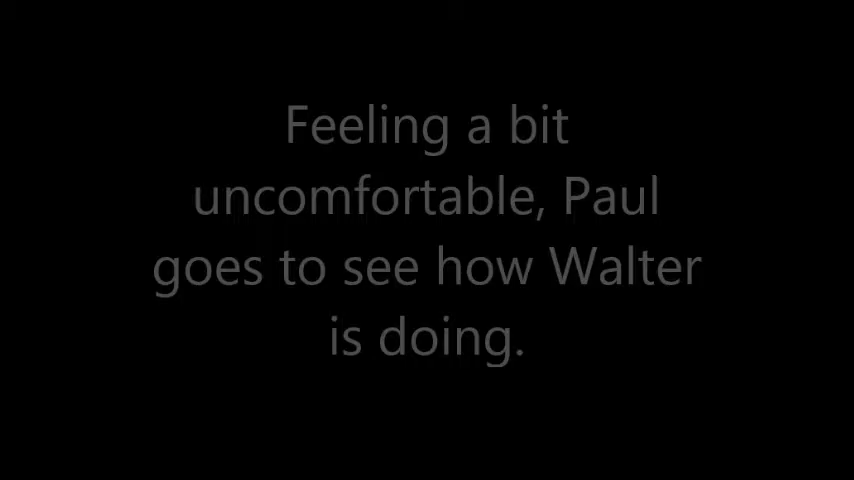 Feeling a bit
uncomfortable, Paul
goes to see how Walter
is doing.